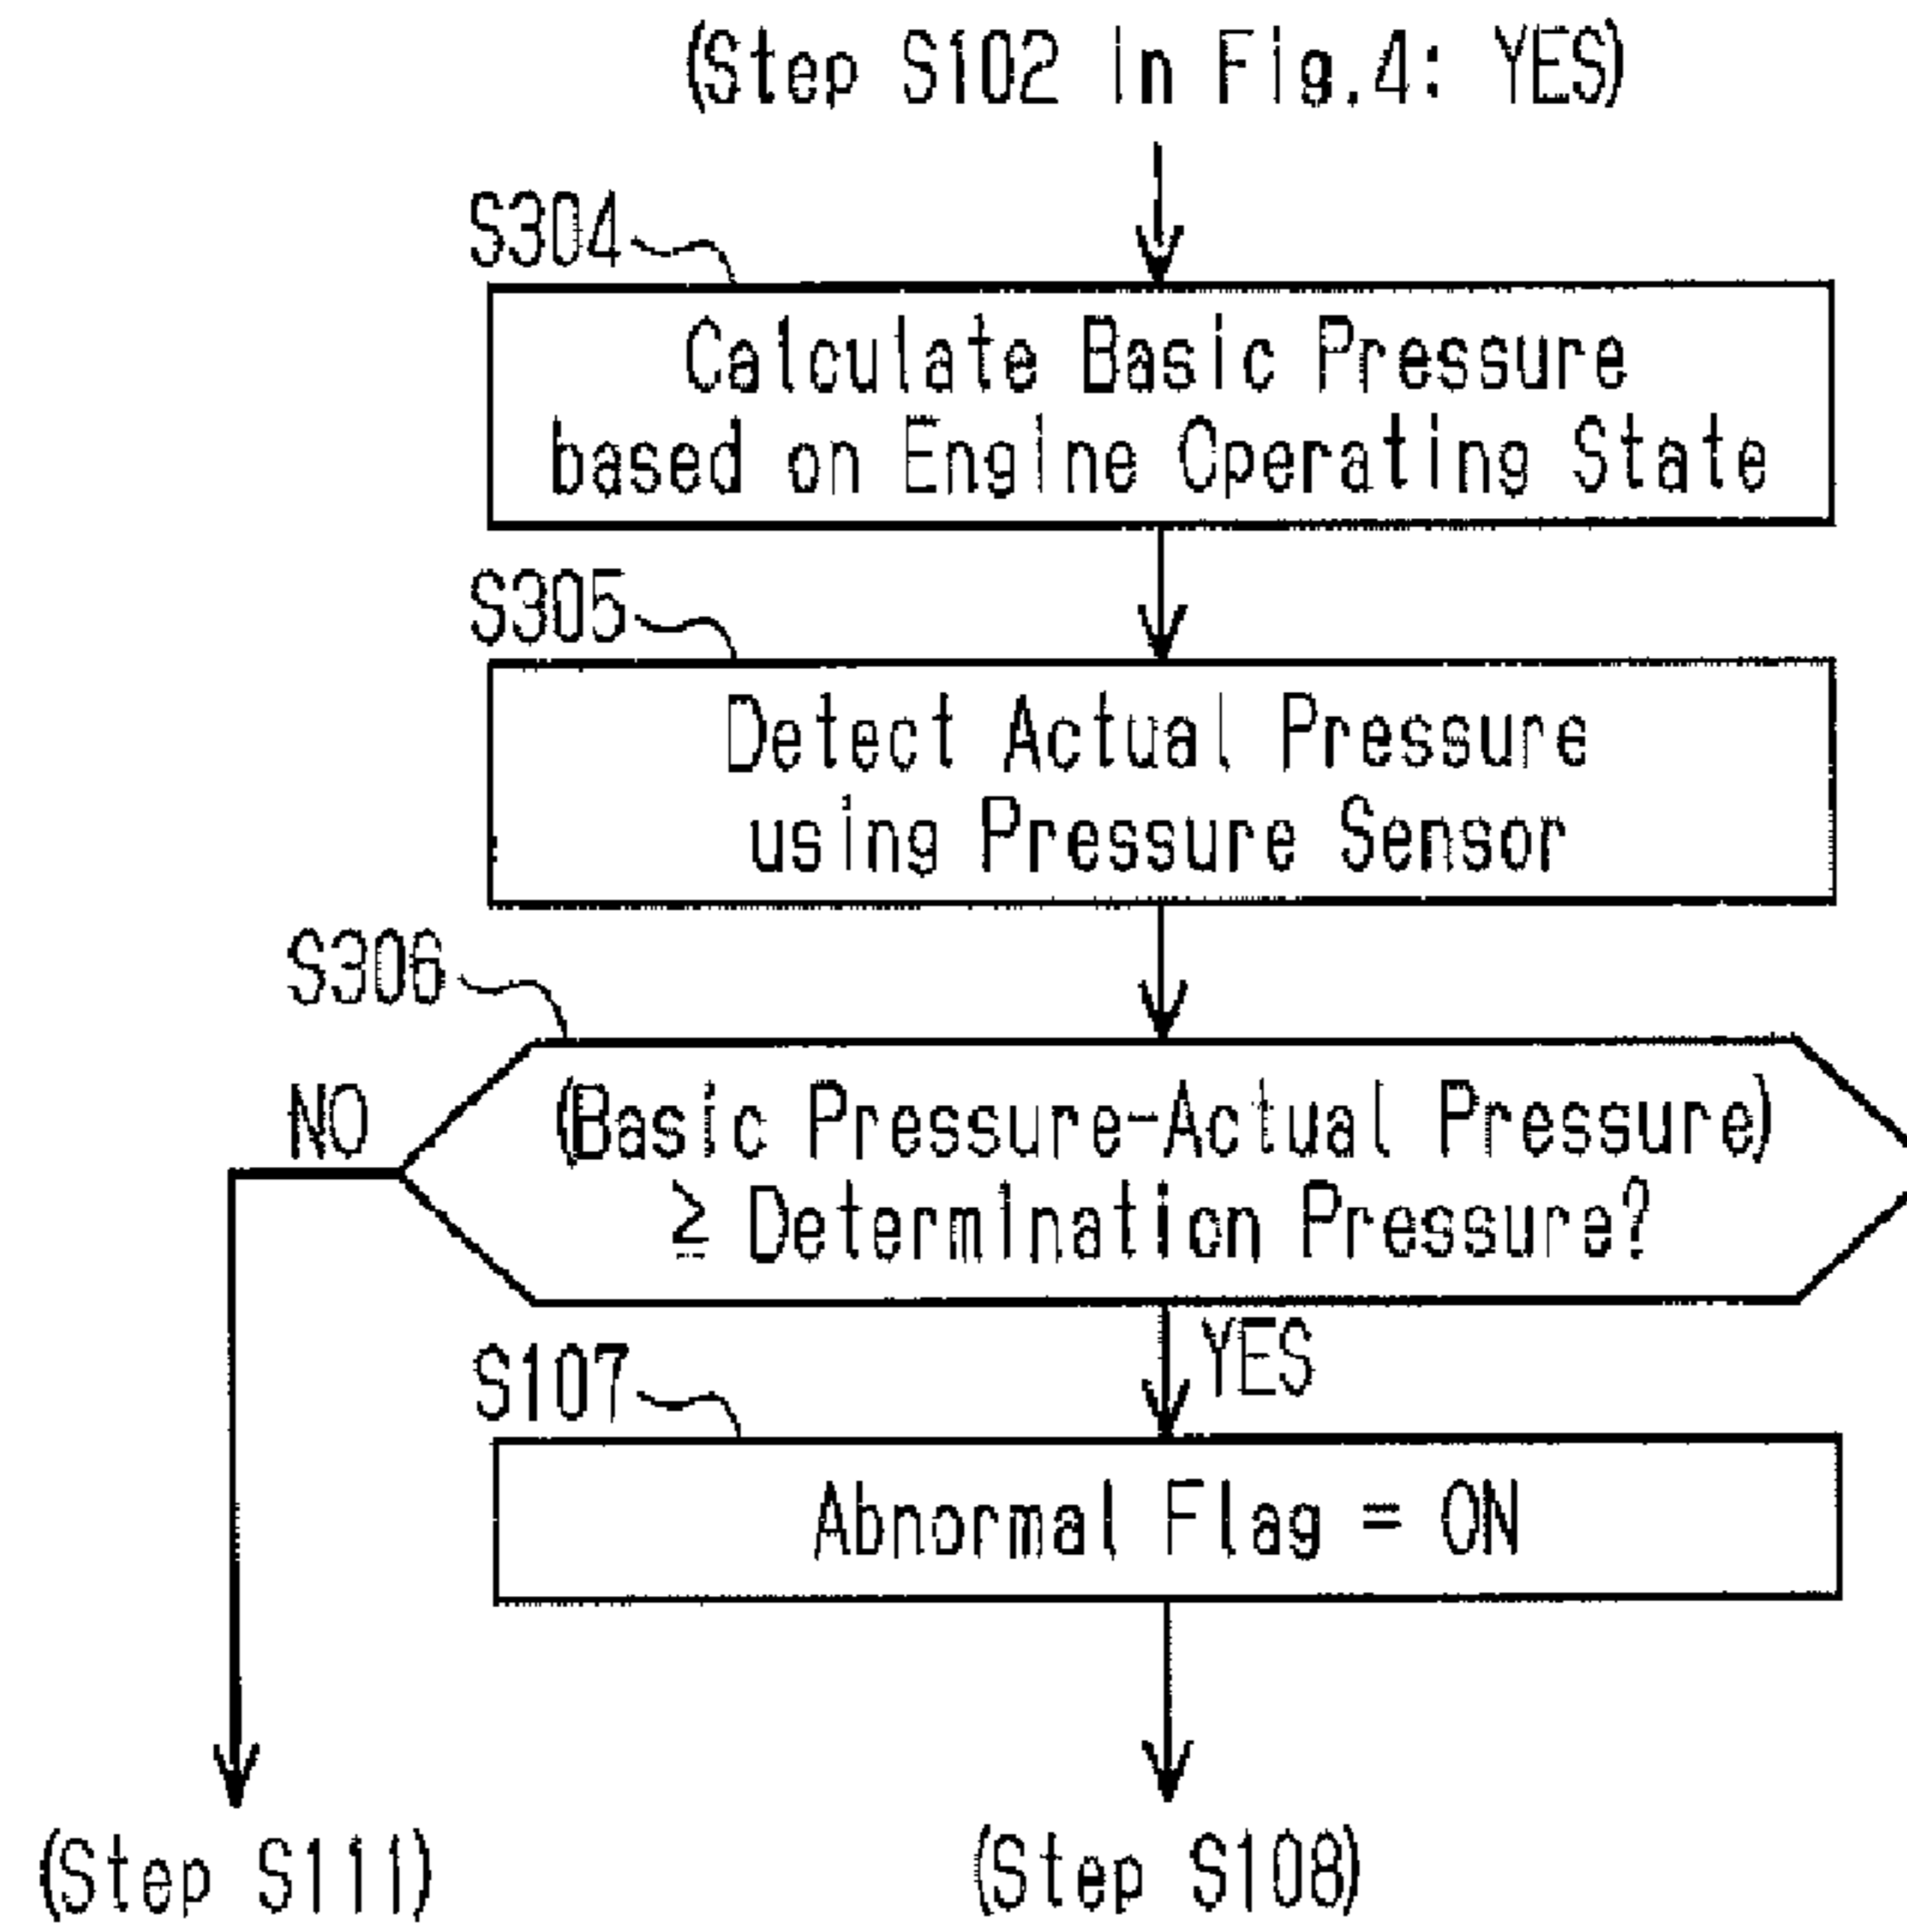 (Step S102 in Fig.4: YES)
S304
Calculate Basic Pressure
based on Engine Operating State
S305
Detect Actual Pressure
using Pressure Sensor
S306
NO
(Basic Pressure-Actual Pressure)
≥ Determination Pressure?
YES
S107
Abnormal Flag = ON
(Step S111)
(Step S108)